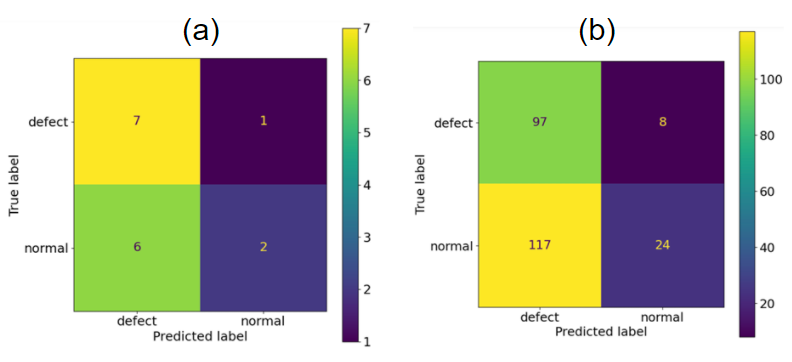 (a)
True label
defect
normal
7
1
6
2
defect
normal
Predicted label
7
6
5
4
3
2
1
(b)
True label
defect
normal
97
8
117
24
defect
normal
Predicted label
100
80
60
40
20